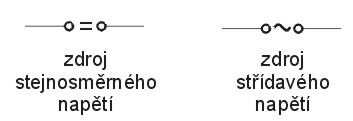 zdroj
stejnosměrného
napětí
zdroj
střídavého
napětí